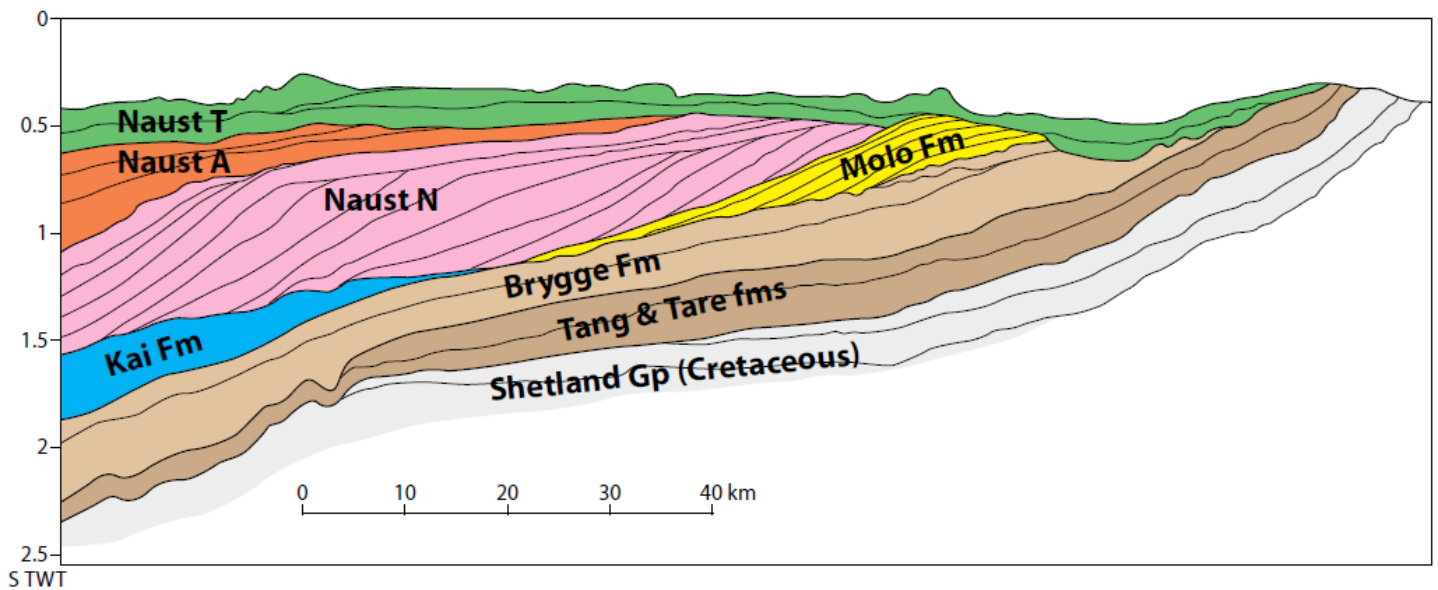 0
0.5
1
1.5
2
2.5
S TWT
Naust T
Naust A
Naust N
Molo Fm
Brygge Fm
Kai Fm
Tang & Tare fms
Shetland Gp (Cretaceous)
0 10 20 30 40 km